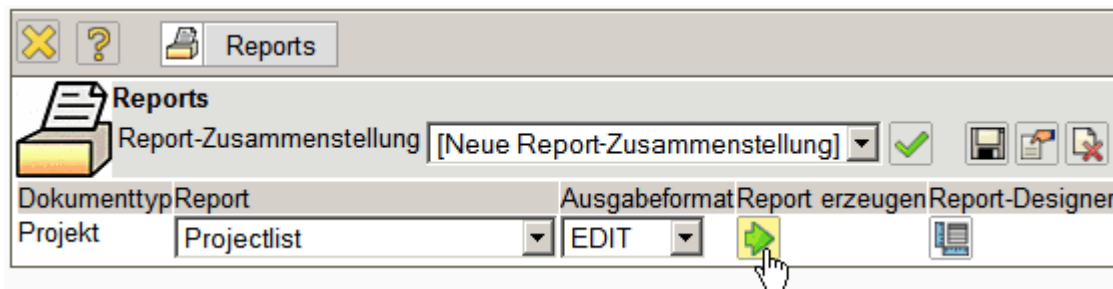 Reports
Reports
Report-Zusammenstellung [Neue Report-Zusammenstellung]
Dokumenttyp Report Ausgabeformat Report erzeugen Report-Designer
Projekt Projectlist EDIT